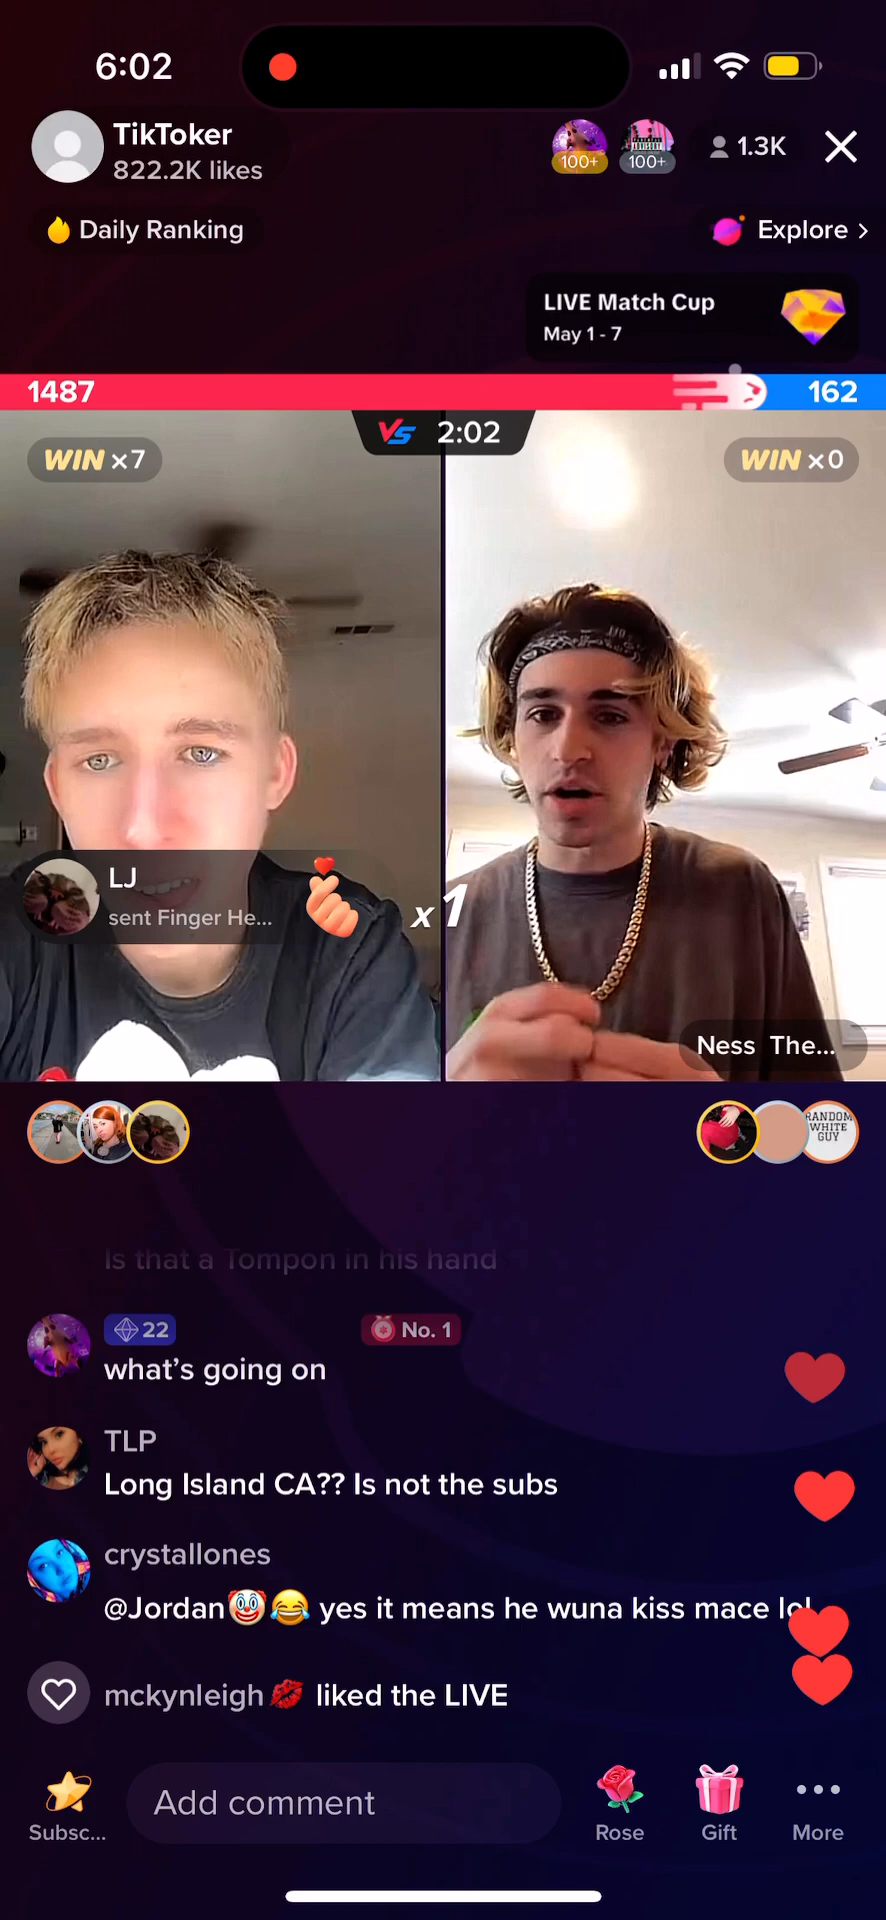 6:02
TikToker
822.2K likes
100+
100+
1.3K
Daily Ranking
Explore >
LIVE Match Cup
May 1 - 7
1487
162
VS 2:02
WIN x7
WIN x0
LJ
sent Finger He...
x1
Ness The...
RANDOM
WHITE
GUY
Is that a Tompon in his hand
22
No. 1
what's going on
TLP
Long Island CA?? Is not the subs
crystallones
@Jordan🤡😂 yes it means he wuna kiss mace lol
mckynleigh💋 liked the LIVE
Subsc...
Add comment
Rose
Gift
More